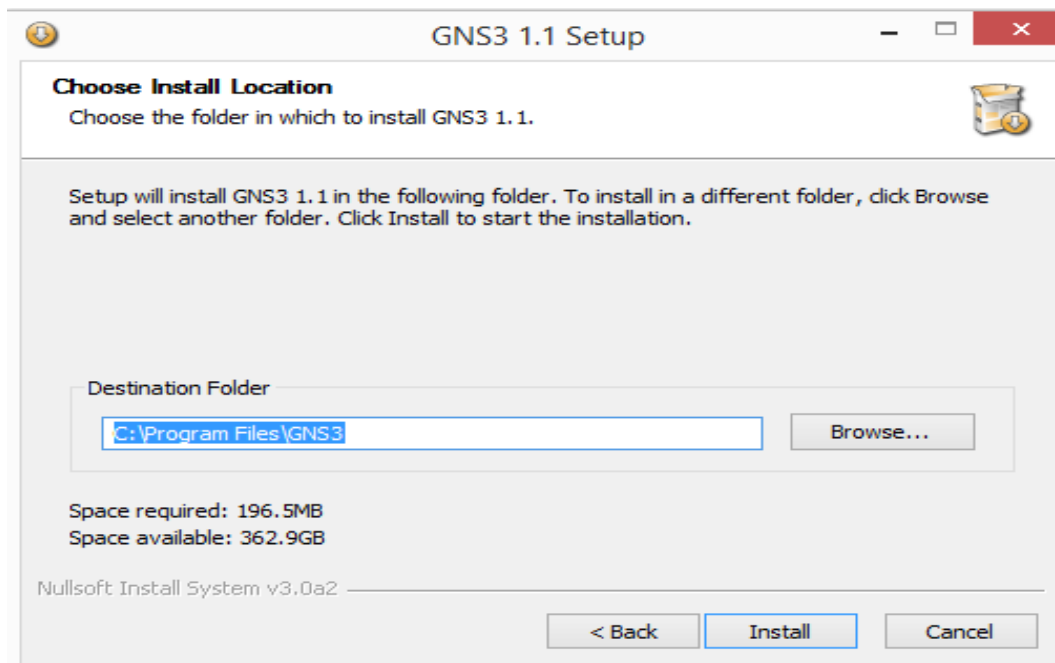 GNS3 1.1 Setup
Choose Install Location
Choose the folder in which to install GNS3 1.1.
Setup will install GNS3 1.1 in the following folder. To install in a different folder, click Browse
and select another folder. Click Install to start the installation.
Destination Folder
C:\Program Files\GNS3
Browse...
Space required: 196.5MB
Space available: 362.9GB
Nullsoft Install System v3.0a2
< Back Install Cancel